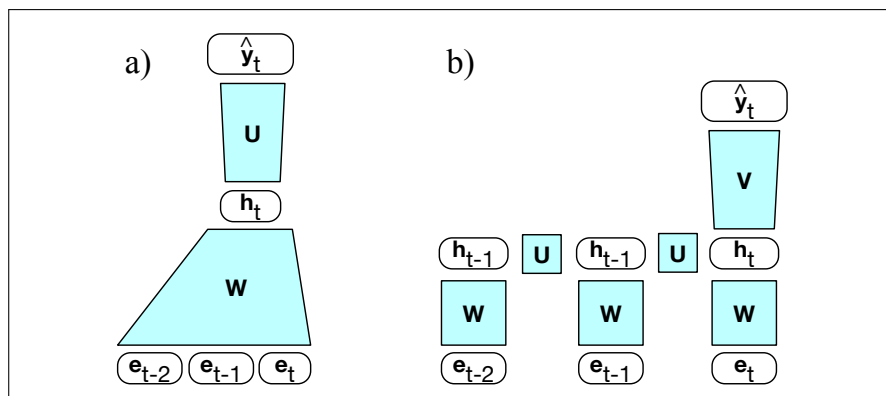 a)
ŷt
U
ht
W
et-2 et-1 et
b)
ŷt
V
ht-1 U ht-1 U ht
W W W
et-2 et-1 et